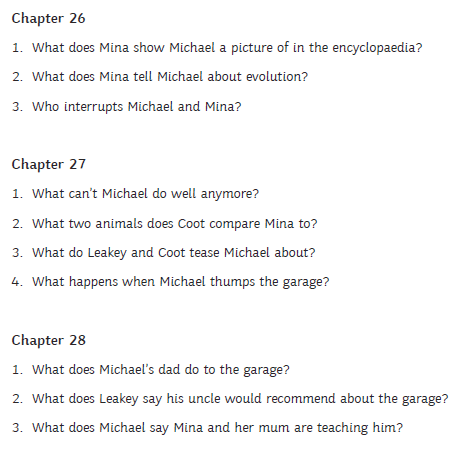 Chapter 26
1. What does Mina show Michael a picture of in the encyclopaedia?
2. What does Mina tell Michael about evolution?
3. Who interrupts Michael and Mina?
Chapter 27
1. What can't Michael do well anymore?
2. What two animals does Coot compare Mina to?
3. What do Leakey and Coot tease Michael about?
4. What happens when Michael thumps the garage?
Chapter 28
1. What does Michael's dad do to the garage?
2. What does Leakey say his uncle would recommend about the garage?
3. What does Michael say Mina and her mum are teaching him?